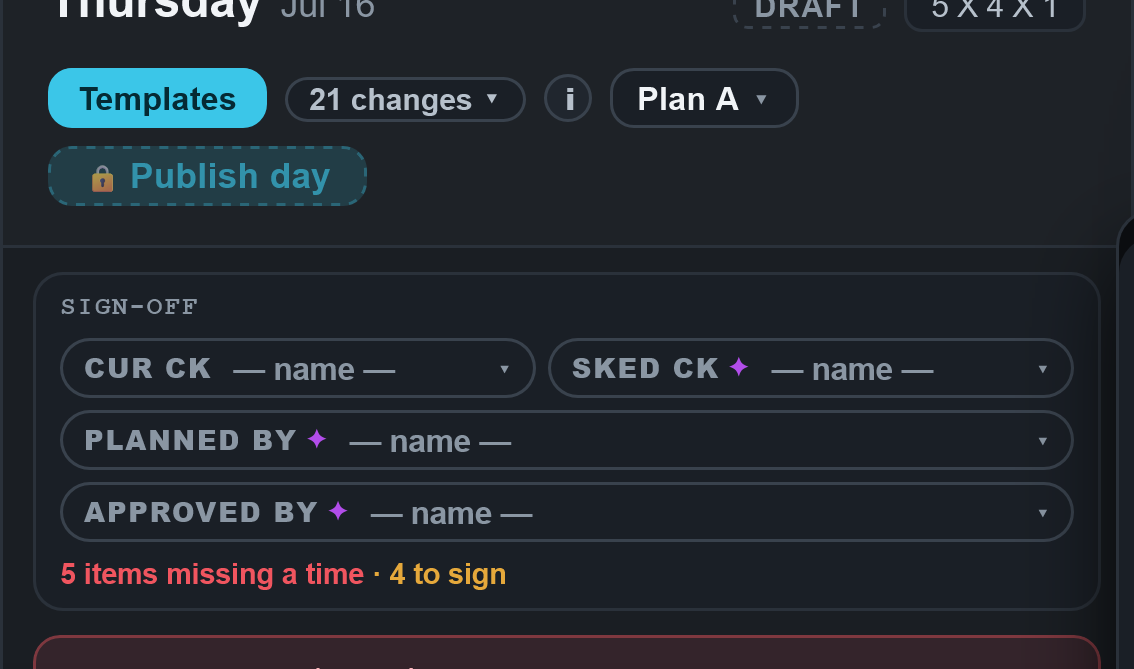 Thursday Jul 16 DRAFT 5 X 4 X 1
Templates 21 changes ▼ i Plan A ▼
🔒 Publish day
SIGN-OFF
CUR CK — name — ▼ SKED CK ✦ — name — ▼
PLANNED BY ✦ — name — ▼
APPROVED BY ✦ — name — ▼
5 items missing a time · 4 to sign